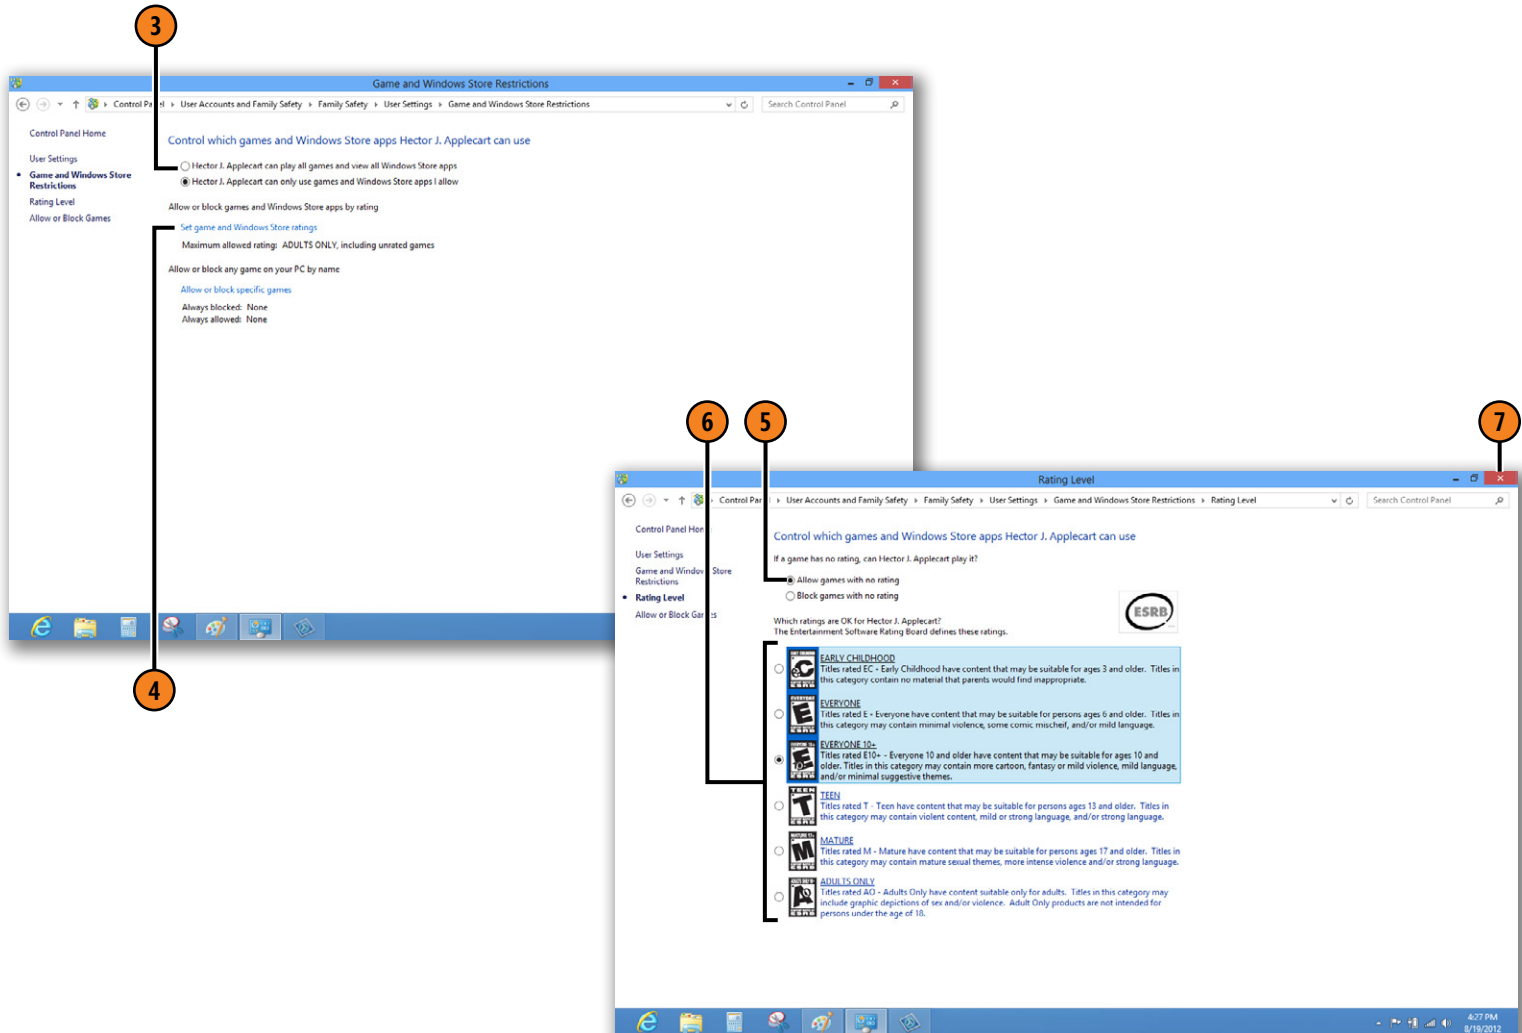 3
Game and Windows Store Restrictions
Control Pa el ▸ User Accounts and Family Safety ▸ Family Safety ▸ User Settings ▸ Game and Windows Store Restrictions
Search Control Panel
Control Panel Home
User Settings
Game and Windows Store
Restrictions
Rating Level
Allow or Block Games
Control which games and Windows Store apps Hector J. Applecart can use
Hector J. Applecart can play all games and view all Windows Store apps
Hector J. Applecart can only use games and Windows Store apps I allow
Allow or block games and Windows Store apps by rating
Set game and Windows Store ratings
Maximum allowed rating: ADULTS ONLY, including unrated games
Allow or block any game on your PC by name
Allow or block specific games
Always blocked: None
Always allowed: None
4
6
5
7
Rating Level
Control Par l ▸ User Accounts and Family Safety ▸ Family Safety ▸ User Settings ▸ Game and Windows Store Restrictions ▸ Rating Level
Search Control Panel
Control Panel Hor
User Settings
Game and Window Store
Restrictions
Rating Level
Allow or Block Gar s
Control which games and Windows Store apps Hector J. Applecart can use
If a game has no rating, can Hector J. Applecart play it?
Allow games with no rating
Block games with no rating
ESRB
Which ratings are OK for Hector J. Applecart?
The Entertainment Software Rating Board defines these ratings.
EARLY CHILDHOOD
Titles rated EC - Early Childhood have content that may be suitable for ages 3 and older. Titles in
this category contain no material that parents would find inappropriate.
EVERYONE
Titles rated E - Everyone have content that may be suitable for persons ages 6 and older. Titles in
this category may contain minimal violence, some comic mischeif, and/or mild language.
EVERYONE 10+
Titles rated E10+ - Everyone 10 and older have content that may be suitable for ages 10 and
older. Titles in this category may contain more cartoon, fantasy or mild violence, mild language,
and/or minimal suggestive themes.
TEEN
Titles rated T - Teen have content that may be suitable for persons ages 13 and older. Titles in
this category may contain violent content, mild or strong language, and/or strong language.
MATURE
Titles rated M - Mature have content that may be suitable for persons ages 17 and older. Titles in
this category may contain mature sexual themes, more intense violence and/or strong language.
ADULTS ONLY
Titles rated AO - Adults Only have content suitable only for adults. Titles in this category may
include graphic depictions of sex and/or violence. Adult Only products are not intended for
persons under the age of 18.
4:27 PM
8/19/2012